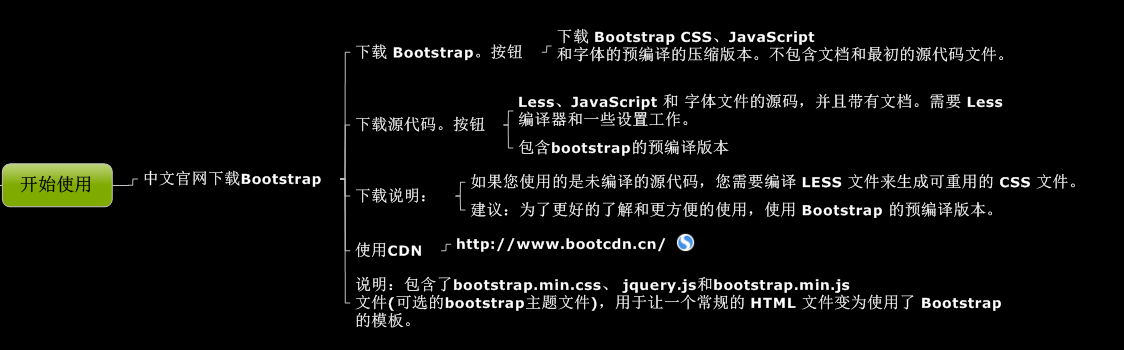 开始使用
中文官网下载Bootstrap
下载 Bootstrap。按钮
下载 Bootstrap CSS、JavaScript
和字体的预编译的压缩版本。不包含文档和最初的源代码文件。
下载源代码。按钮
Less、JavaScript 和 字体文件的源码，并且带有文档。需要 Less
编译器和一些设置工作。
包含bootstrap的预编译版本
下载说明：
如果您使用的是未编译的源代码，您需要编译 LESS 文件来生成可重用的 CSS 文件。
建议：为了更好的了解和更方便的使用，使用 Bootstrap 的预编译版本。
使用CDN
http://www.bootcdn.cn/
说明：包含了bootstrap.min.css、 jquery.js和bootstrap.min.js
文件(可选的bootstrap主题文件)，用于让一个常规的 HTML 文件变为使用了 Bootstrap
的模板。